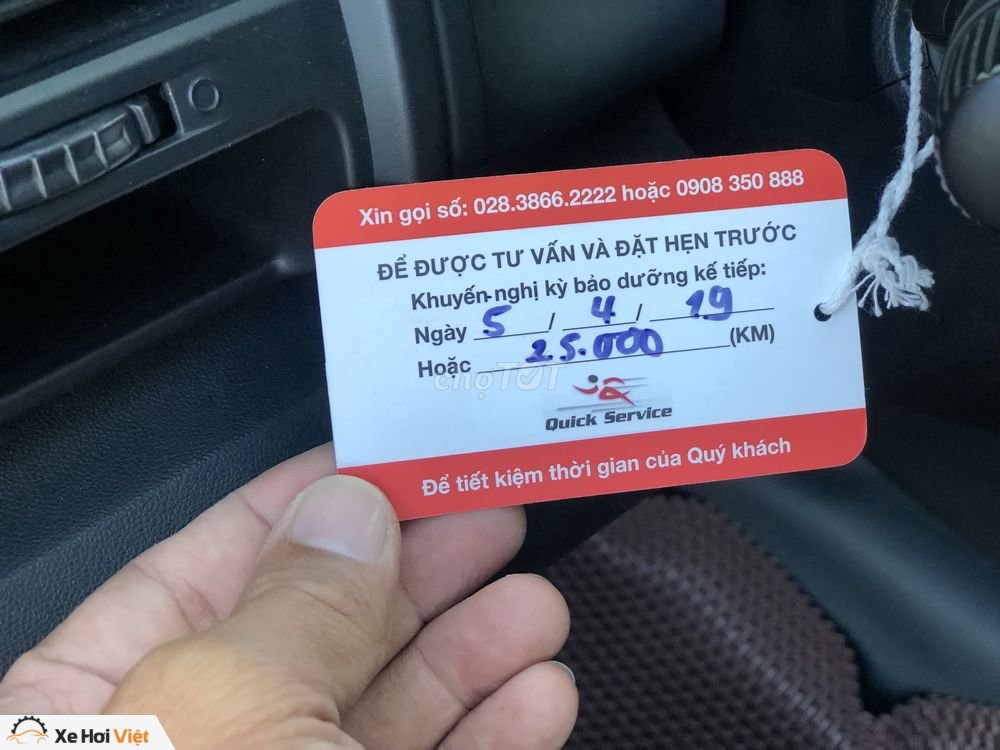 Xin gọi số: 028.3866.2222 hoặc 0908 350 888
ĐỂ ĐƯỢC TƯ VẤN VÀ ĐẶT HẸN TRƯỚC
Khuyến nghị kỳ bảo dưỡng kế tiếp:
Ngày 5 / 4 / 19
Hoặc 25.000 (KM)
chợTỐT
Quick Service
Để tiết kiệm thời gian của Quý khách
Xe Hơi Việt